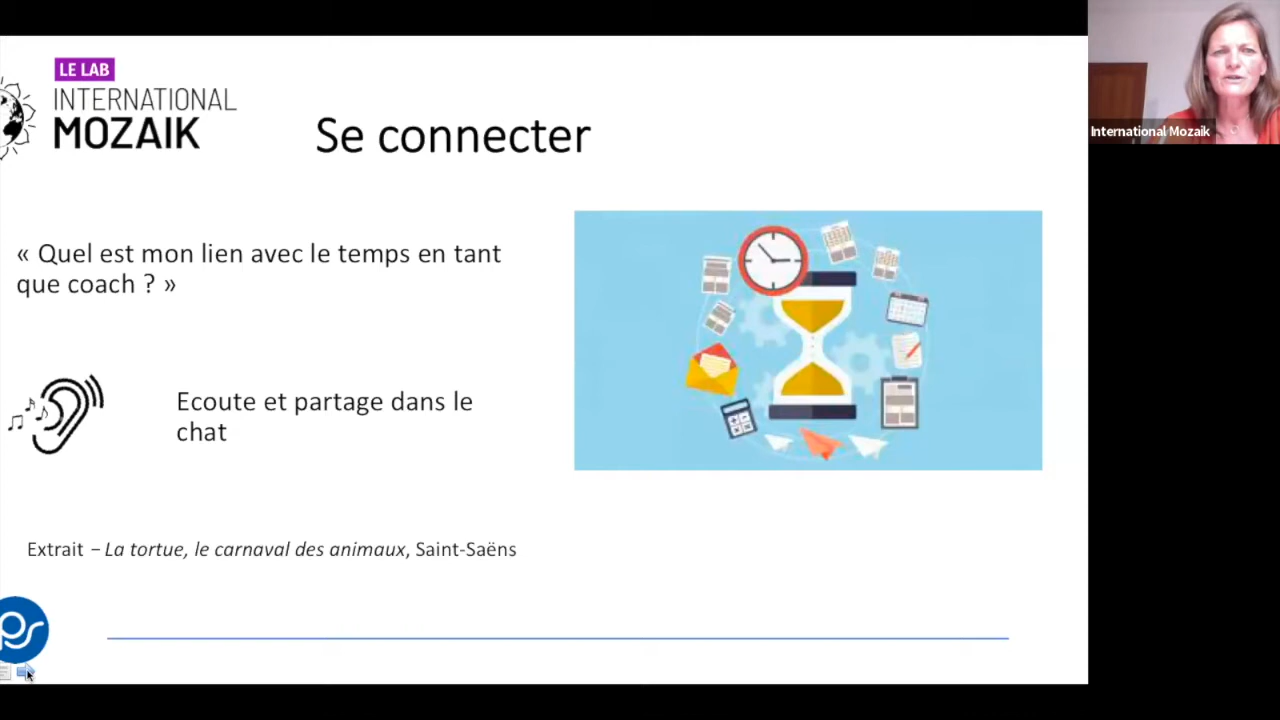 LE LAB
INTERNATIONAL
MOZAIK
Se connecter
« Quel est mon lien avec le temps en tant
que coach ? »
Ecoute et partage dans le
chat
Extrait – La tortue, le carnaval des animaux, Saint-Saëns
ps
International Mozaik